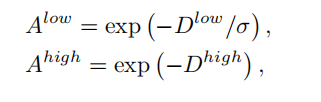 A^{low} = exp (−D^{low}/σ) ,
A^{high} = exp (−D^{high}) ,